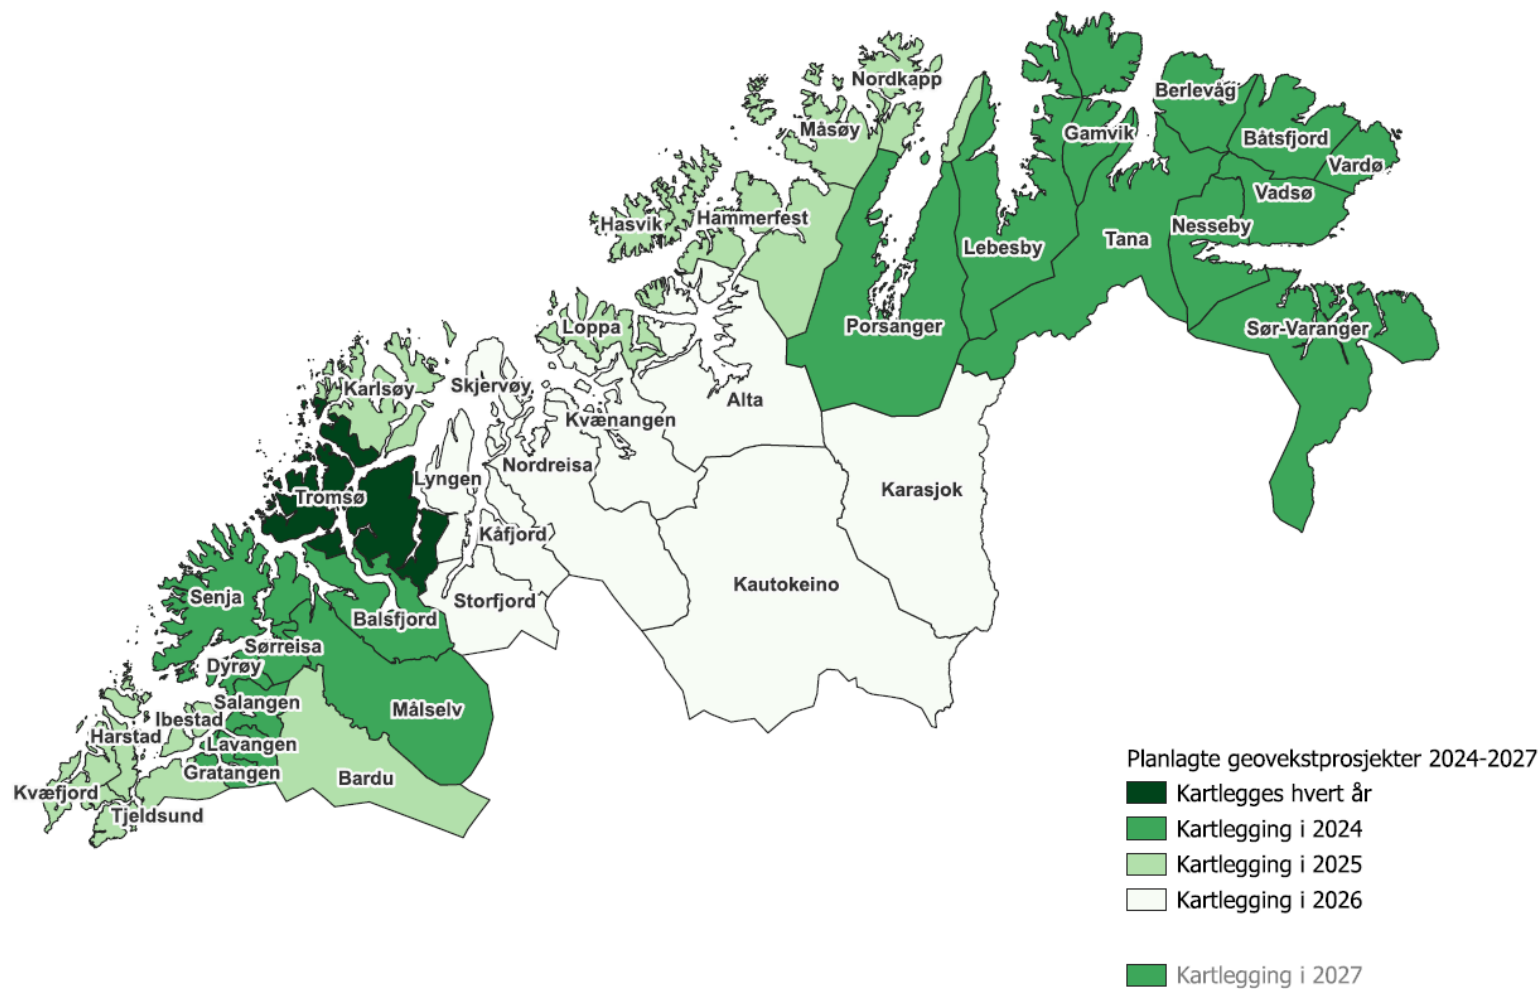 Nordkapp
Berlevåg
Måsøy
Gamvik
Båtsfjord
Vardø
Vadsø
Hasvik
Hammerfest
Nesseby
Lebesby
Tana
Loppa
Porsanger
Sør-Varanger
Karlsøy
Skjervøy
Alta
Kvænangen
Nordreisa
Lyngen
Karasjok
Tromsø
Kåfjord
Kautokeino
Senja
Storfjord
Balsfjord
Sørreisa
Dyrøy
Salangen
Målselv
Ibestad
Harstad
Lavangen
Gratangen
Bardu
Kvæfjord
Tjeldsund
Planlagte geovekstprosjekter 2024-2027
Kartlegges hvert år
Kartlegging i 2024
Kartlegging i 2025
Kartlegging i 2026
Kartlegging i 2027